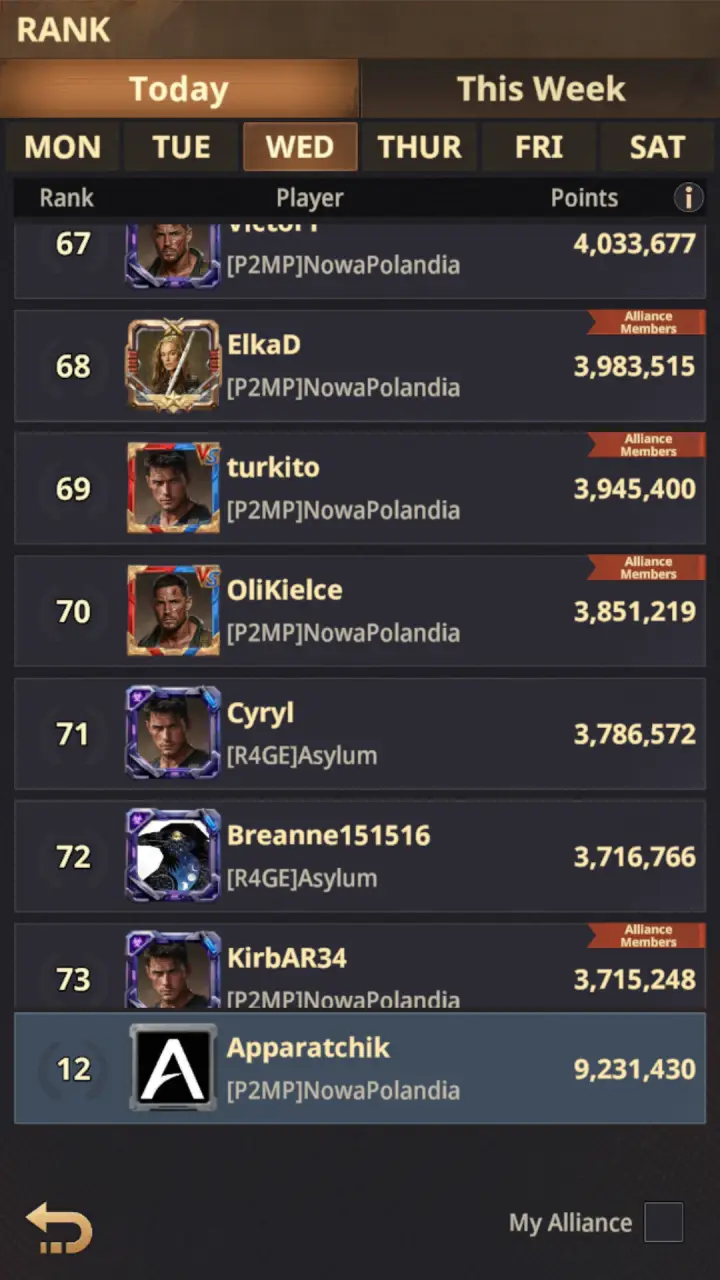 RANK
Today
This Week
MON TUE WED THUR FRI SAT
Rank Player Points
67
4,033,677
[P2MP]NowaPolandia
Alliance Members
68
ElkaD
3,983,515
[P2MP]NowaPolandia
Alliance Members
69
VS
turkito
3,945,400
[P2MP]NowaPolandia
Alliance Members
70
VS
OliKielce
3,851,219
[P2MP]NowaPolandia
71
Cyryl
3,786,572
[R4GE]Asylum
72
Breanne151516
3,716,766
[R4GE]Asylum
Alliance Members
73
KirbAR34
3,715,248
[P2MP]NowaPolandia
12
Apparatchik
9,231,430
[P2MP]NowaPolandia
My Alliance